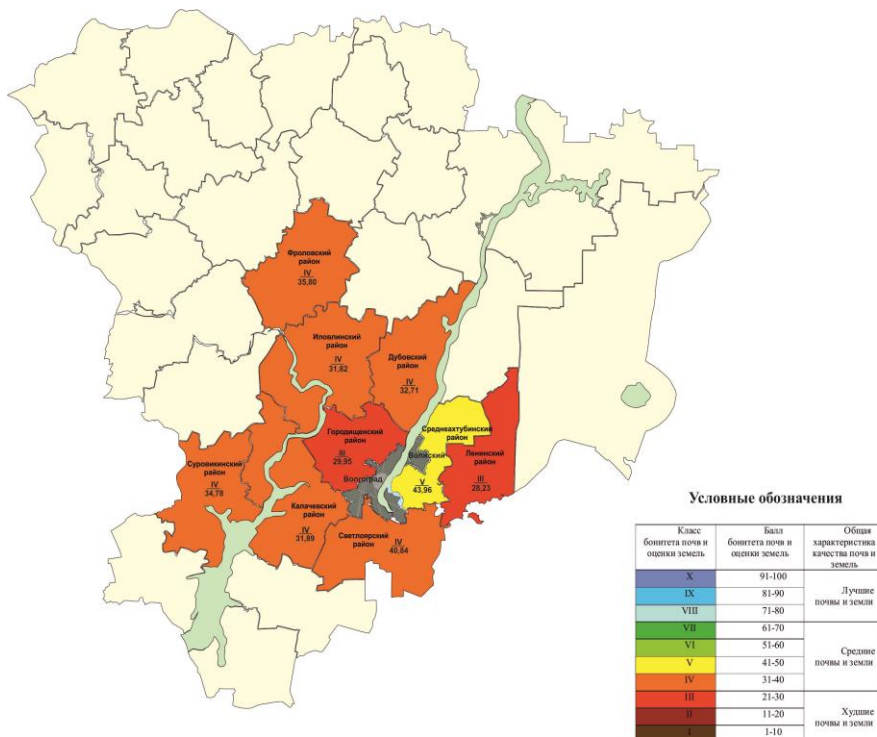 Фроловский
район
IV
35,80
Иловлинский
район
IV
31,82
Дубовский
район
IV
32,71
Городищенский
район
III
29,95
Среднеахтубинский
район
Волжский
V
43,96
Ленинский
район
III
28,23
Волгоград
Суровикинский
район
IV
34,78
Калачевский
район
IV
31,89
Светлоярский
район
IV
40,84
Условные обозначения
Класс
бонитета почв и
оценки земель
Балл
бонитета почв и
оценки земель
Общая
характеристика
качества почв и
земель
X 91-100
IX 81-90
VIII 71-80
Лучшие
почвы и земли
VII 61-70
VI 51-60
V 41-50
IV 31-40
Средние
почвы и земли
III 21-30
II 11-20
I 1-10
Худшие
почвы и земли